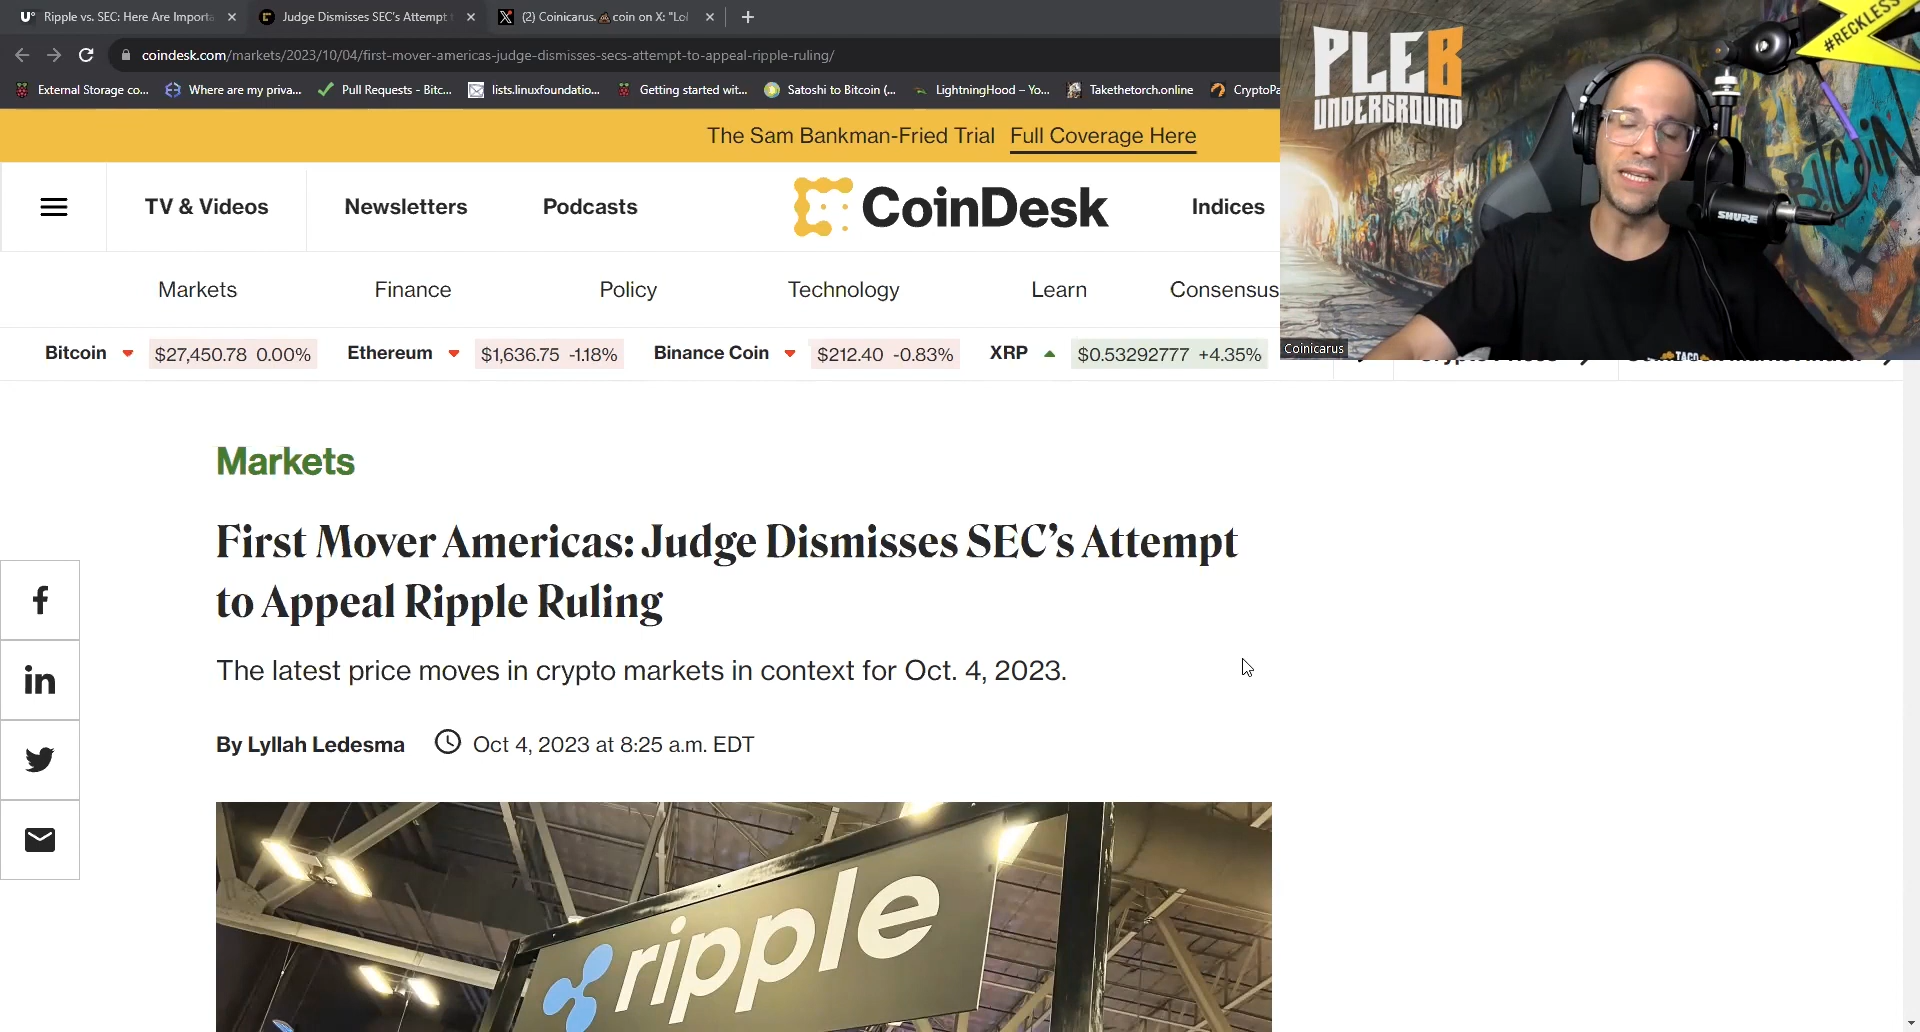 Ripple vs. SEC: Here Are Importa
Judge Dismisses SEC's Attempt t
(2) Coinicarus.💩coin on X: "Lol
coindesk.com/markets/2023/10/04/first-mover-americas-judge-dismisses-secs-attempt-to-appeal-ripple-ruling/
External Storage co...
Where are my priva...
Pull Requests - Bitc...
lists.linuxfoundatio...
Getting started wit...
Satoshi to Bitcoin (...
LightningHood – Yo...
Takethetorch.online
CryptoPa
#RECKLESS
PLEB
UNDERGROUND
BITCOIN
SHURE
TACO
Coinicarus
The Sam Bankman-Fried Trial Full Coverage Here
TV & Videos
Newsletters
Podcasts
CoinDesk
Indices
Markets
Finance
Policy
Technology
Learn
Consensus
Bitcoin $27,450.78 0.00%
Ethereum $1,636.75 -1.18%
Binance Coin $212.40 -0.83%
XRP $0.53292777 +4.35%
Markets
First Mover Americas: Judge Dismisses SEC's Attempt
to Appeal Ripple Ruling
The latest price moves in crypto markets in context for Oct. 4, 2023.
By Lyllah Ledesma Oct 4, 2023 at 8:25 a.m. EDT
ripple